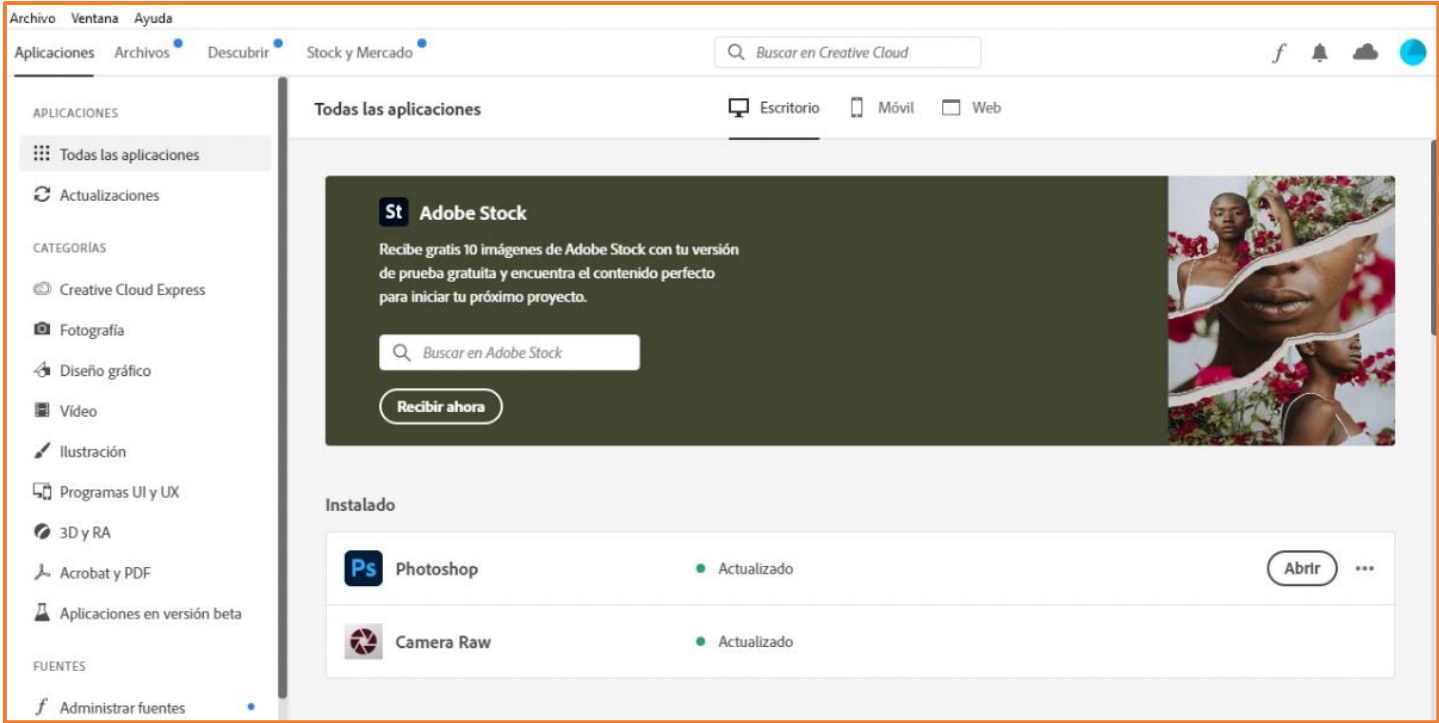 Archivo Ventana Ayuda
Aplicaciones Archivos Descubrir Stock y Mercado Buscar en Creative Cloud
APLICACIONES
Todas las aplicaciones
Actualizaciones
CATEGORÍAS
Creative Cloud Express
Fotografía
Diseño gráfico
Vídeo
Ilustración
Programas UI y UX
3D y RA
Acrobat y PDF
Aplicaciones en versión beta
FUENTES
Administrar fuentes
Todas las aplicaciones Escritorio Móvil Web
St Adobe Stock
Recibe gratis 10 imágenes de Adobe Stock con tu versión
de prueba gratuita y encuentra el contenido perfecto
para iniciar tu próximo proyecto.
Buscar en Adobe Stock
Recibir ahora
Instalado
Ps Photoshop Actualizado Abrir
Camera Raw Actualizado